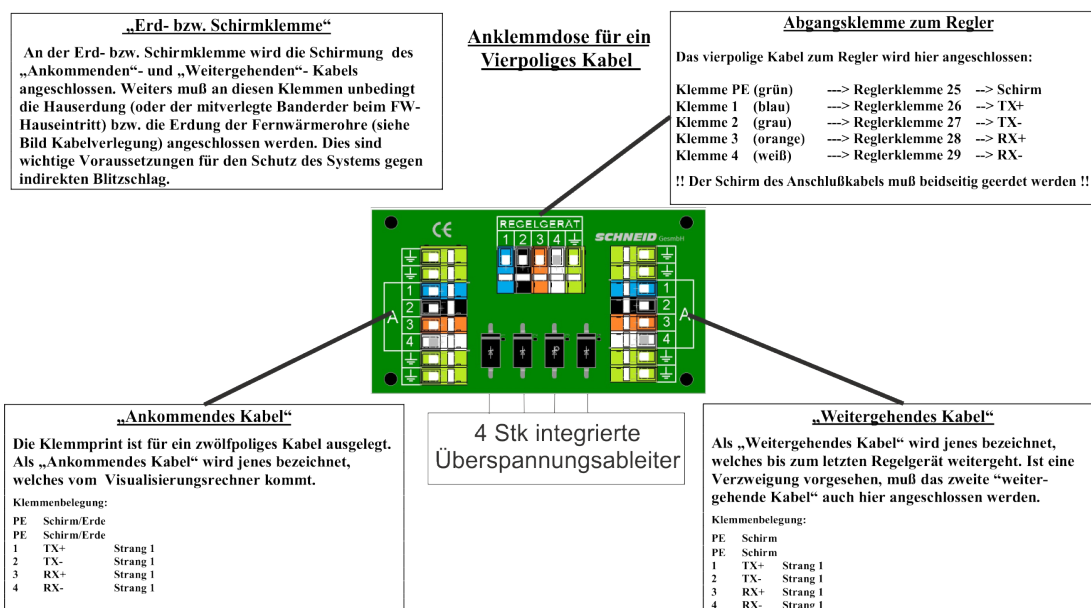 „Erd- bzw. Schirmklemme“
An der Erd- bzw. Schirmklemme wird die Schirmung des
„Ankommenden“- und „Weitergehenden“- Kabels
angschlossen. Weiters muß an diesen Klemmen unbedingt
die Hauserdung (oder der mitverlegte Banderder beim FW-
Hauseintritt) bzw. die Erdung der Fernwärmerohre (siehe
Bild Kabelverlegung) angschlossen werden. Dies sind
wichtige Voraussetzungen für den Schutz des Systems gegen
indirekten Blitzschlag.
Anklemmdose für ein
Vierpoliges Kabel
Abgangsklemme zum Regler
Das vierpolige Kabel zum Regler wird hier angeschlossen:
Klemme PE (grün) ---> Reglerklemme 25 --> Schirm
Klemme 1 (blau) ---> Reglerklemme 26 --> TX+
Klemme 2 (grau) ---> Reglerklemme 27 --> TX-
Klemme 3 (orange) ---> Reglerklemme 28 --> RX+
Klemme 4 (weiß) ---> Reglerklemme 29 --> RX-
!! Der Schirm des Anschlußkabels muß beidseitig geerdet werden !!
CE
REGELGERÄT
1 2 3 4
SCHNEID GesmbH
A
1
2
3
4
1
2
3
4
A
4 Stk integrierte
Überspannungsableiter
„Ankommendes Kabel“
Die Klemmprint ist für ein zwölfpoliges Kabel ausgelegt.
Als „Ankommendes Kabel“ wird jenes bezeichnet,
welches vom Visualisierungsrechner kommt.
Klemmenbelegung:
PE Schirm/Erde
PE Schirm/Erde
1 TX+ Strang 1
2 TX- Strang 1
3 RX+ Strang 1
4 RX- Strang 1
„Weitergehendes Kabel“
Als „Weitergehendes Kabel“ wird jenes bezeichnet,
welches bis zum letzten Regelgerät weitergeht. Ist eine
Verzweigung vorgesehen, muß das zweite “weiter-
gehende Kabel“ auch hier angschlossen werden.
Klemmenbelegung:
PE Schirm
PE Schirm
1 TX+ Strang 1
2 TX- Strang 1
3 RX+ Strang 1
4 RX- Strang 1